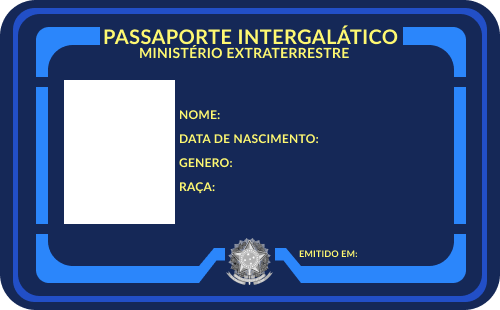 PASSAPORTE INTERGALÁTICO
MINISTÉRIO EXTRATERRESTRE
NOME:
DATA DE NASCIMENTO:
GENERO:
RAÇA:
EMITIDO EM: